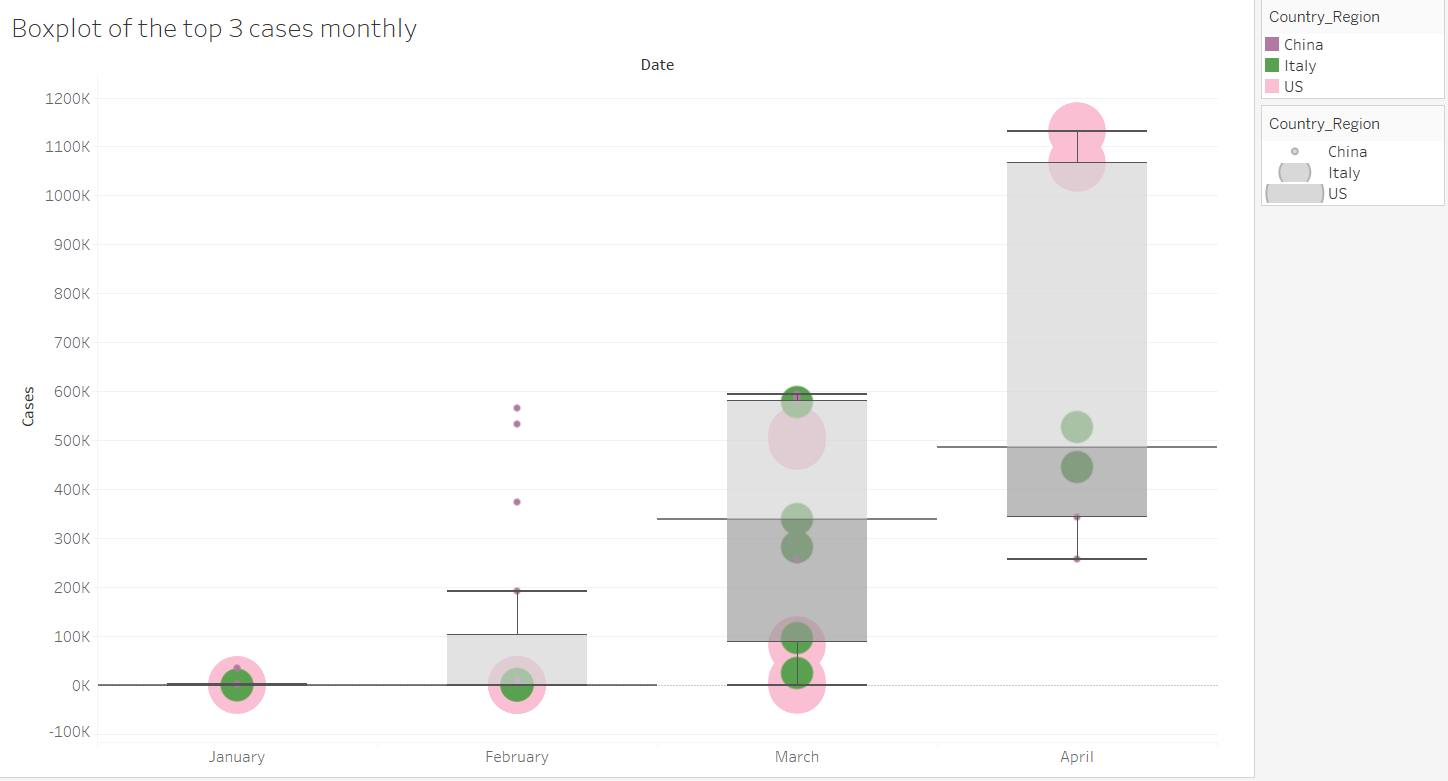 Boxplot of the top 3 cases monthly
Date
Cases
1200K
1100K
1000K
900K
800K
700K
600K
500K
400K
300K
200K
100K
0K
-100K
January February March April
Country_Region
China
Italy
US
Country_Region
China
Italy
US